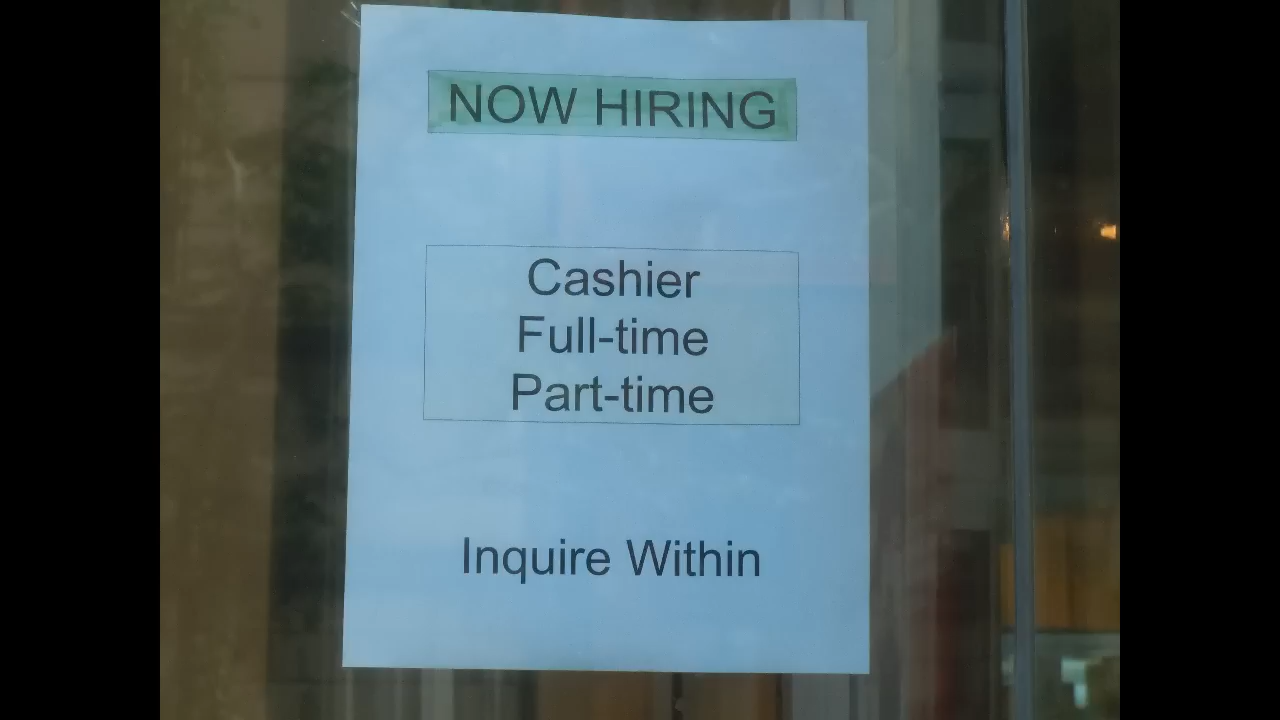 NOW HIRING
Cashier
Full-time
Part-time
Inquire Within